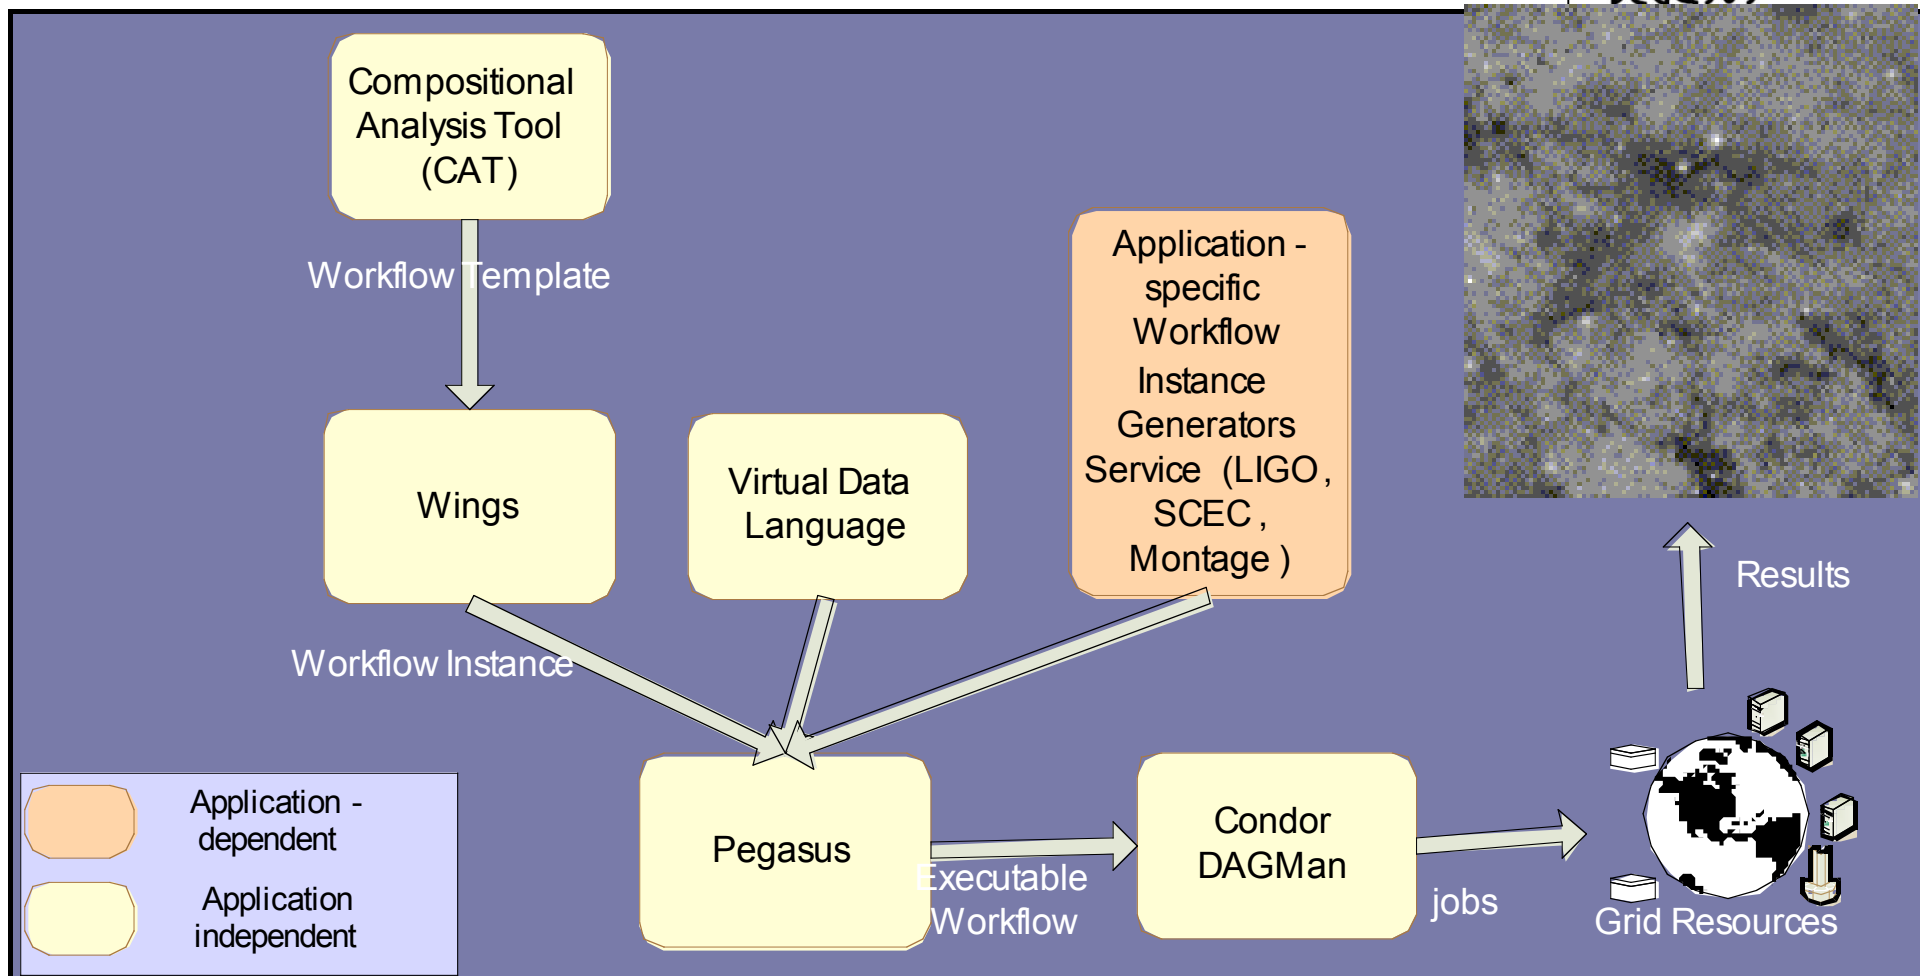 Compositional
Analysis Tool
(CAT)
Workflow Template
Application -
specific
Workflow
Instance
Generators
Service (LIGO,
SCEC ,
Montage )
Wings
Virtual Data
Language
Results
Workflow Instance
Pegasus
Executable
Workflow
Condor
DAGMan
jobs
Grid Resources
Application -
dependent
Application
independent